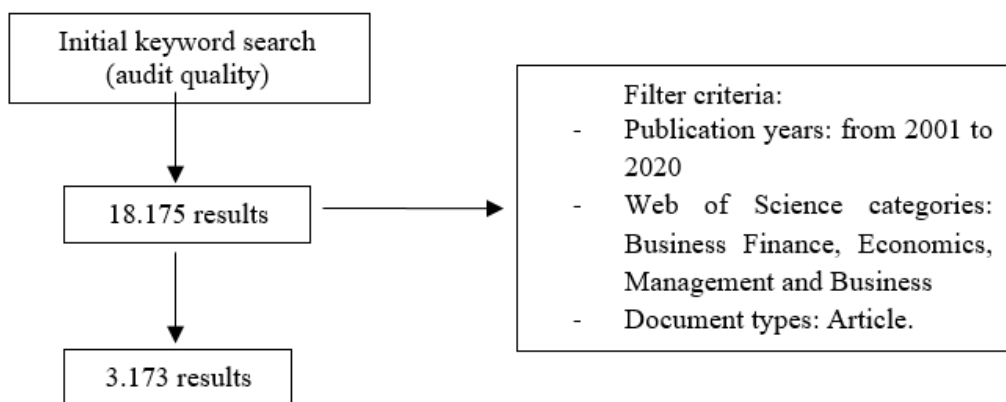 Initial keyword search
(audit quality)
18.175 results
3.173 results
Filter criteria:
- Publication years: from 2001 to
2020
- Web of Science categories:
Business Finance, Economics,
Management and Business
- Document types: Article.